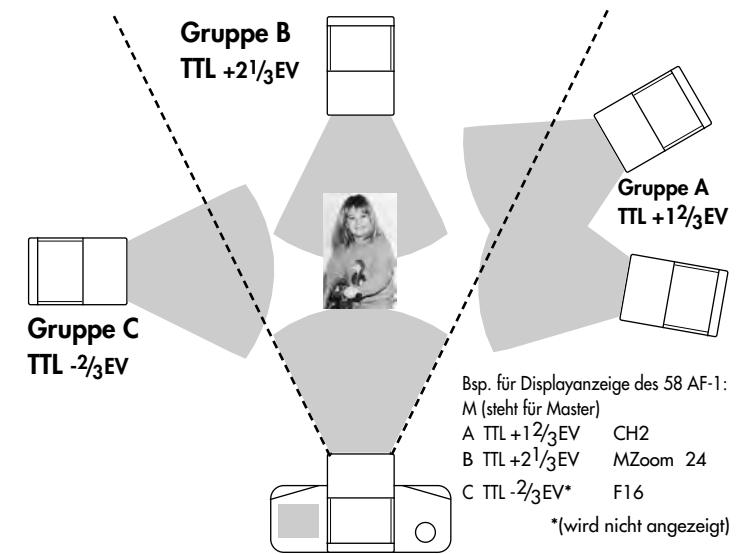 Gruppe B
TTL +2 1/3EV
Gruppe A
TTL +1 2/3EV
Gruppe C
TTL -2/3EV
Bsp. für Displayanzeige des 58 AF-1:
M (steht für Master)
A TTL +1 2/3EV CH2
B TTL +2 1/3EV MZoom 24
C TTL -2/3EV* F16
*(wird nicht angezeigt)